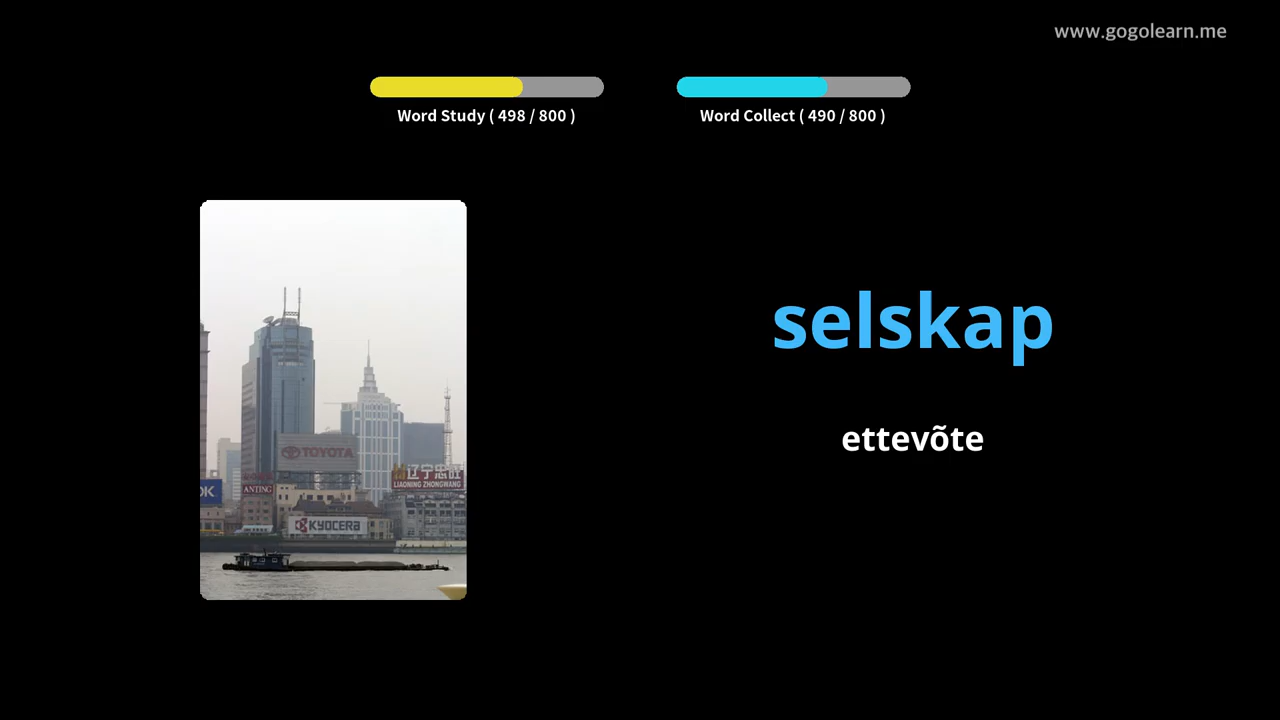 www.gogolearn.me
Word Study ( 498 / 800 )
Word Collect ( 490 / 800 )
selskap
ettevõte
TOYOTA
辽宁忠旺
LIAONING ZHONGWANG
OK
ANTING
KYOCERA